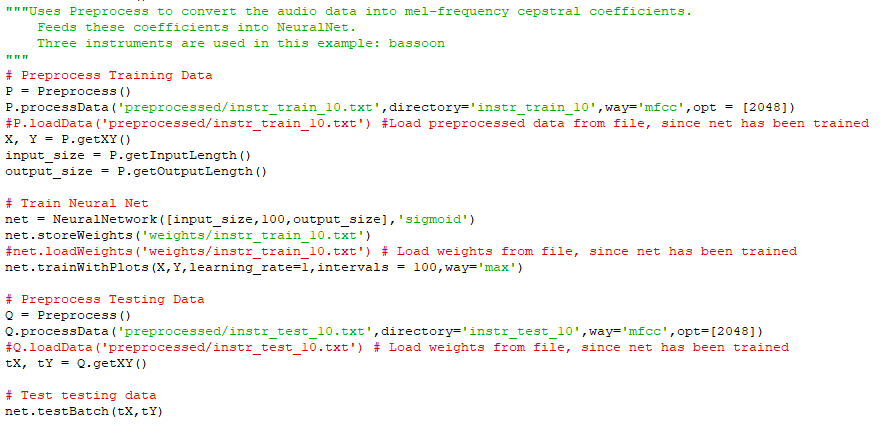 """Uses Preprocess to convert the audio data into mel-frequency cepstral coefficients.
    Feeds these coefficients into NeuralNet.
    Three instruments are used in this example: bassoon
"""
# Preprocess Training Data
P = Preprocess()
P.processData('preprocessed/instr_train_10.txt',directory='instr_train_10',way='mfcc',opt = [2048])
#P.loadData('preprocessed/instr_train_10.txt') #Load preprocessed data from file, since net has been trained
X, Y = P.getXY()
input_size = P.getInputLength()
output_size = P.getOutputLength()

# Train Neural Net
net = NeuralNetwork([input_size,100,output_size],'sigmoid')
net.storeWeights('weights/instr_train_10.txt')
#net.loadWeights('weights/instr_train_10.txt') # Load weights from file, since net has been trained
net.trainWithPlots(X,Y,learning_rate=1,intervals = 100,way='max')

# Preprocess Testing Data
Q = Preprocess()
Q.processData('preprocessed/instr_test_10.txt',directory='instr_test_10',way='mfcc',opt=[2048])
#Q.loadData('preprocessed/instr_test_10.txt') # Load weights from file, since net has been trained
tX, tY = Q.getXY()

# Test testing data
net.testBatch(tX,tY)